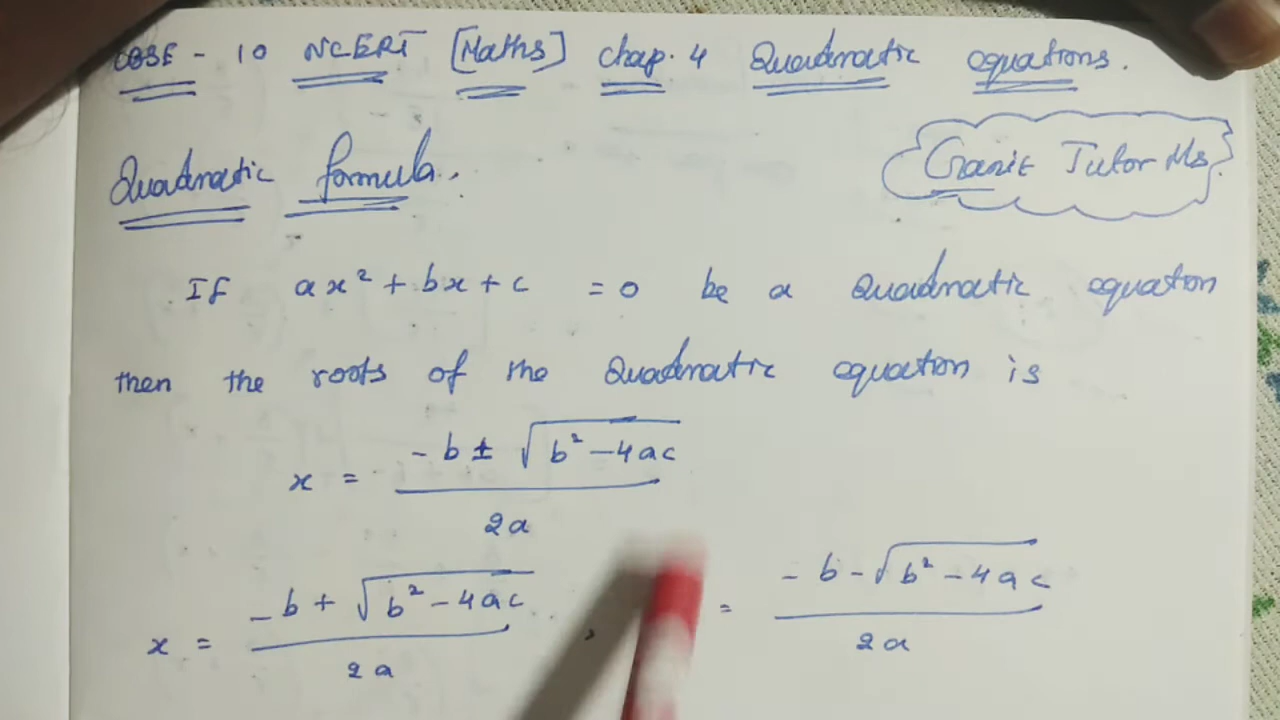 CBSE - 10 NCERT [Maths] chap. 4 Quadratic equations.
Quadratic formula.
Ganit Tutor Ms.
If ax² + bx + c = 0 be a Quadratic equation
then the roots of the Quadratic equation is
x = -b ± √(b² - 4ac) / 2a
x = -b + √(b² - 4ac) / 2a , = -b - √(b² - 4ac) / 2a